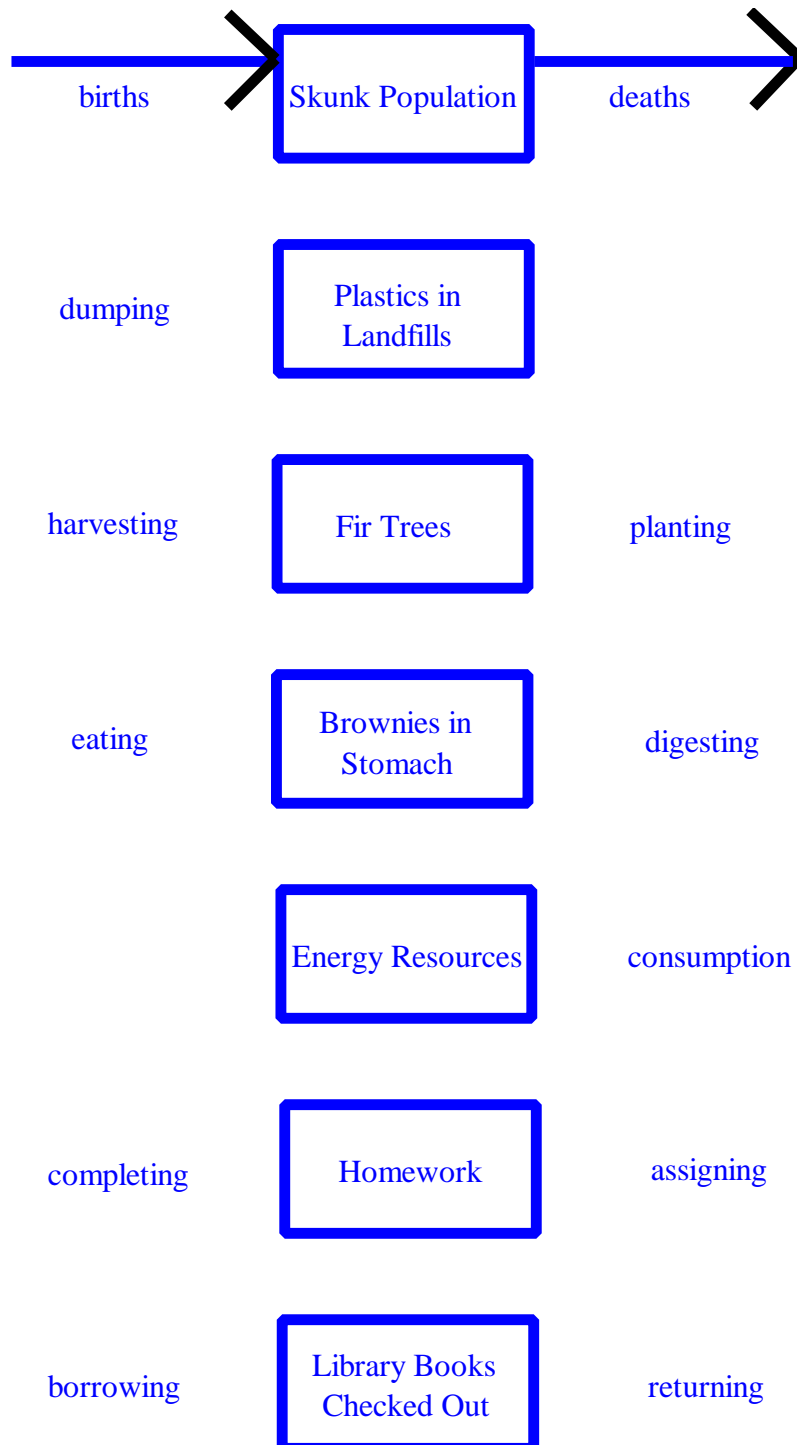 births
Skunk Population
deaths
dumping
Plastics in
Landfills
harvesting
Fir Trees
planting
eating
Brownies in
Stomach
digesting
Energy Resources
consumption
completing
Homework
assigning
borrowing
Library Books
Checked Out
returning